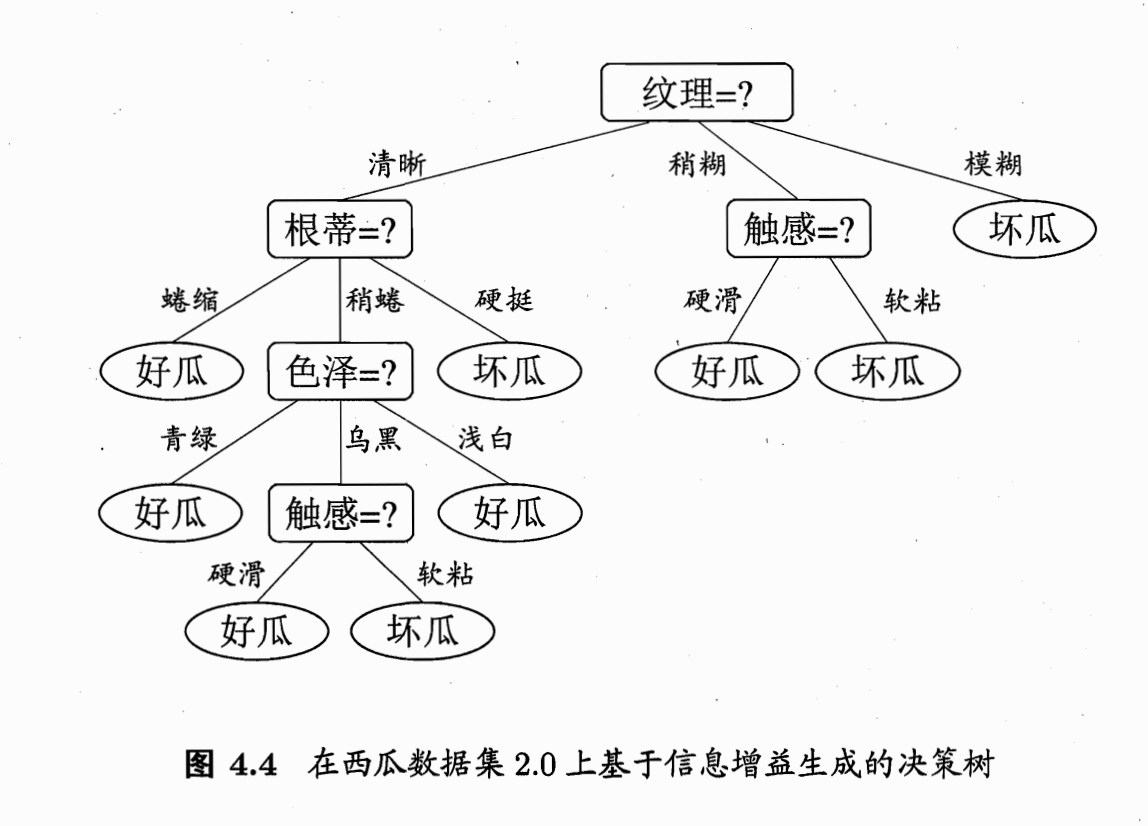 纹理=?
清晰 稍糊 模糊
根蒂=? 触感=? 坏瓜
蜷缩 稍蜷 硬挺 硬滑 软粘
好瓜 色泽=? 坏瓜 好瓜 坏瓜
青绿 乌黑 浅白
好瓜 触感=? 好瓜
硬滑 软粘
好瓜 坏瓜
图 4.4 在西瓜数据集 2.0 上基于信息增益生成的决策树